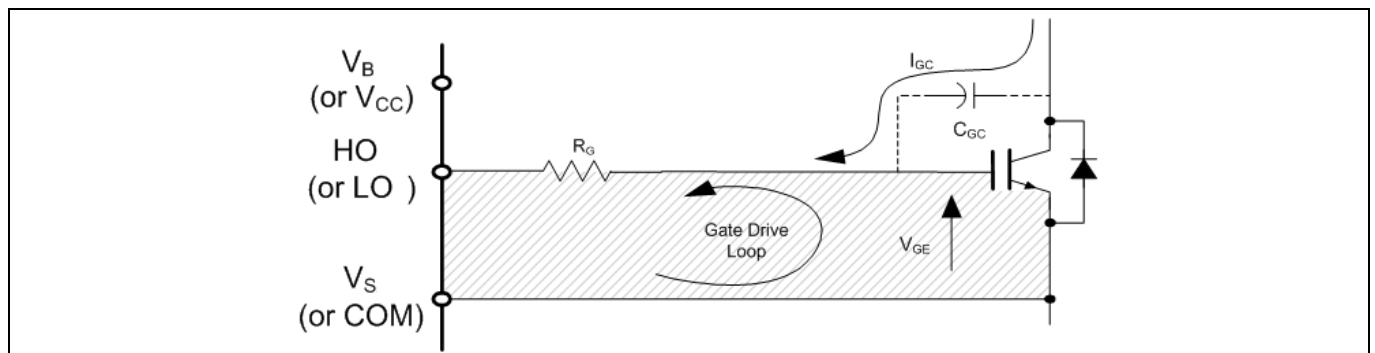 V_B
(or V_CC)
HO
(or LO )
V_S
(or COM)
R_G
I_GC
C_GC
Gate Drive
Loop
V_GE